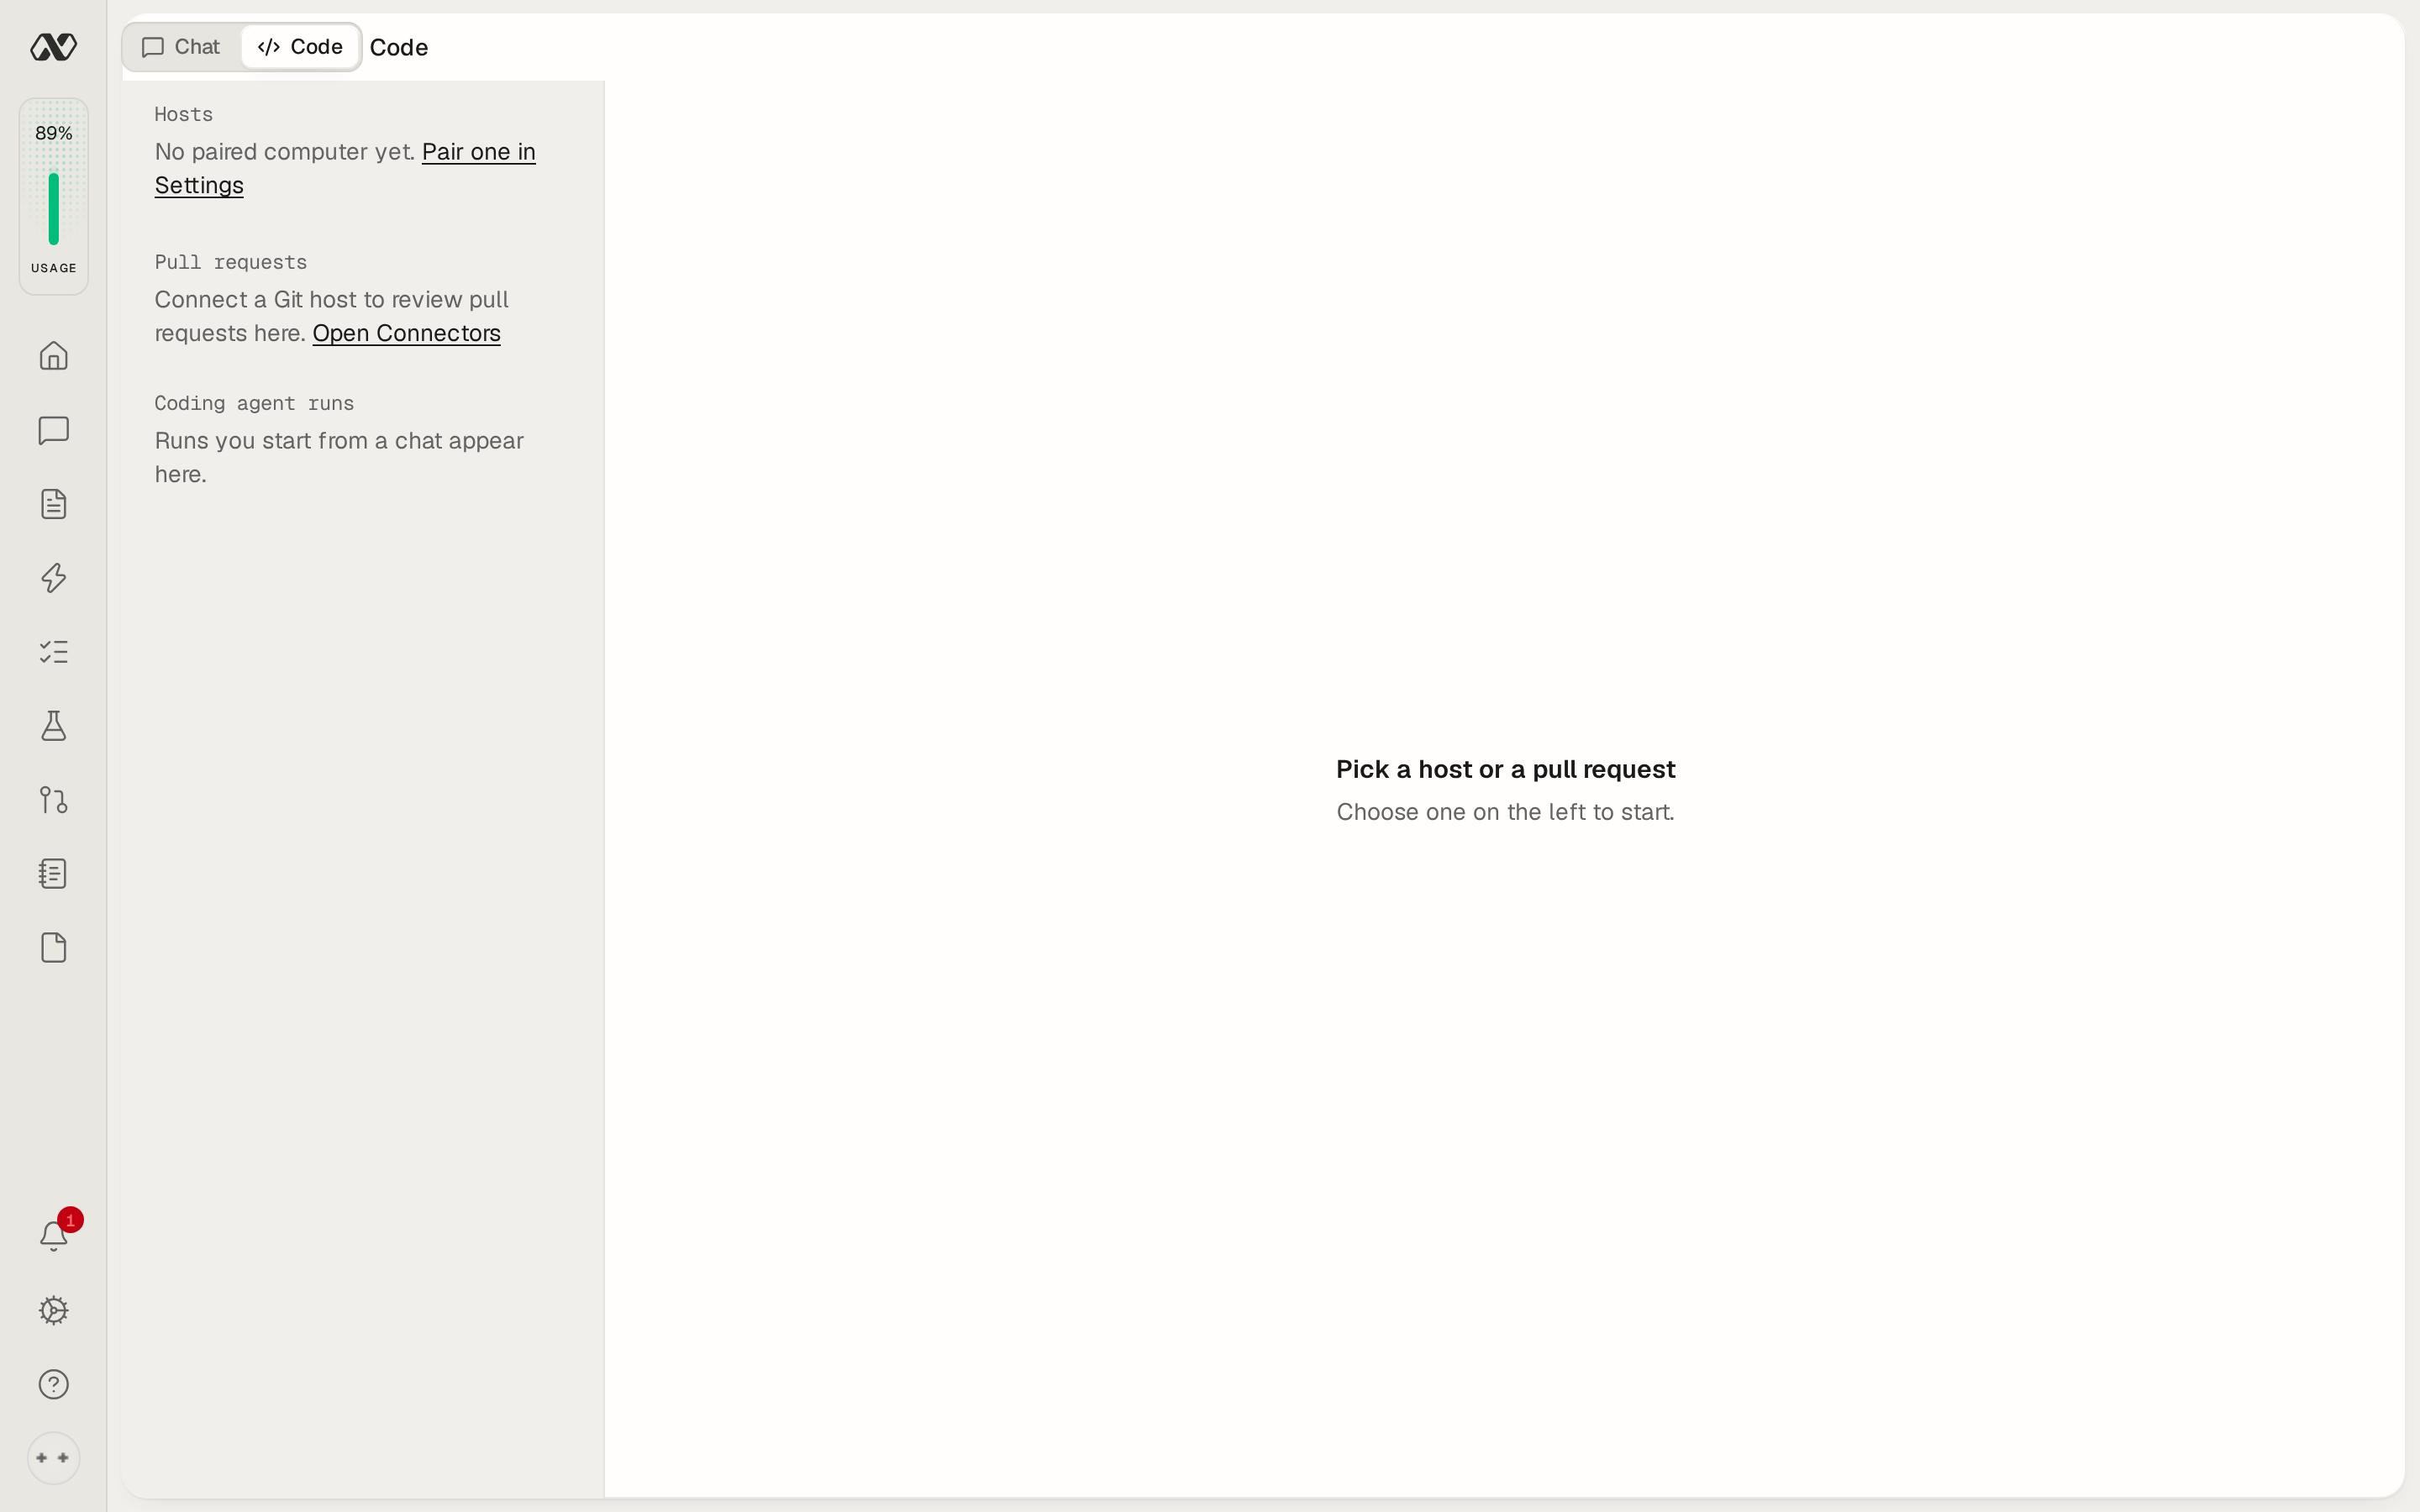 Chat
Code
Code
89%
USAGE
Hosts
No paired computer yet. Pair one in
Settings
Pull requests
Connect a Git host to review pull
requests here. Open Connectors
Coding agent runs
Runs you start from a chat appear
here.
Pick a host or a pull request
Choose one on the left to start.
1